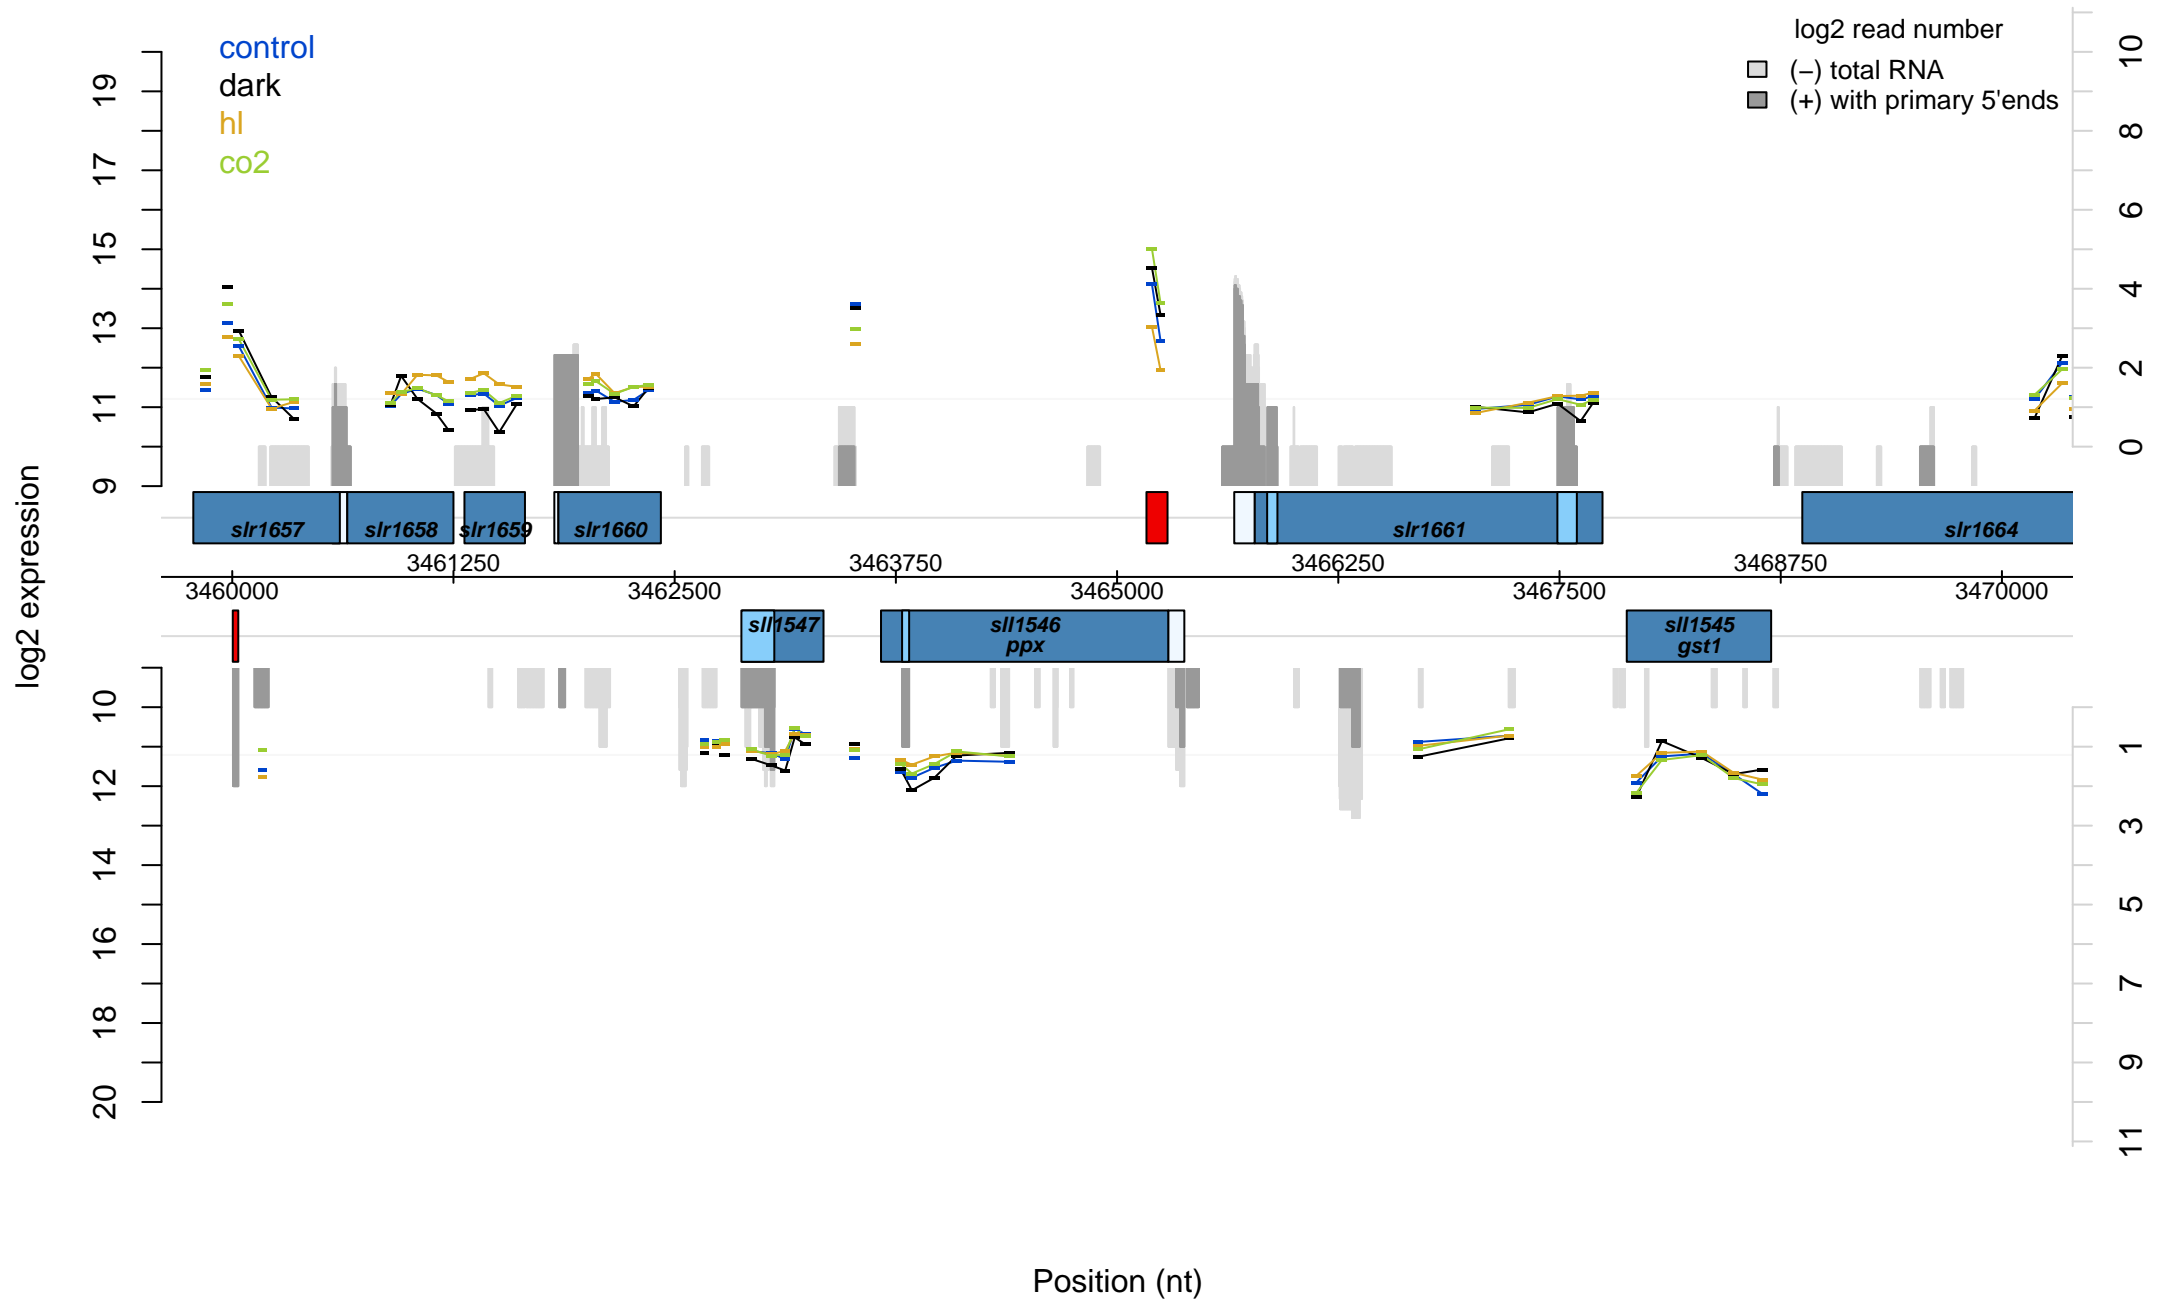 control
dark
hl
co2
log2 read number
(−) total RNA
(+) with primary 5'ends
19
17
15
13
11
9
10
8
6
4
2
0
log2 expression
slr1657
slr1658
slr1659
slr1660
slr1661
slr1664
3461250
3463750
3466250
3468750
3460000
3462500
3465000
3467500
3470000
sll1547
sll1546
ppx
sll1545
gst1
10
12
14
16
18
20
1
3
5
7
9
11
Position (nt)